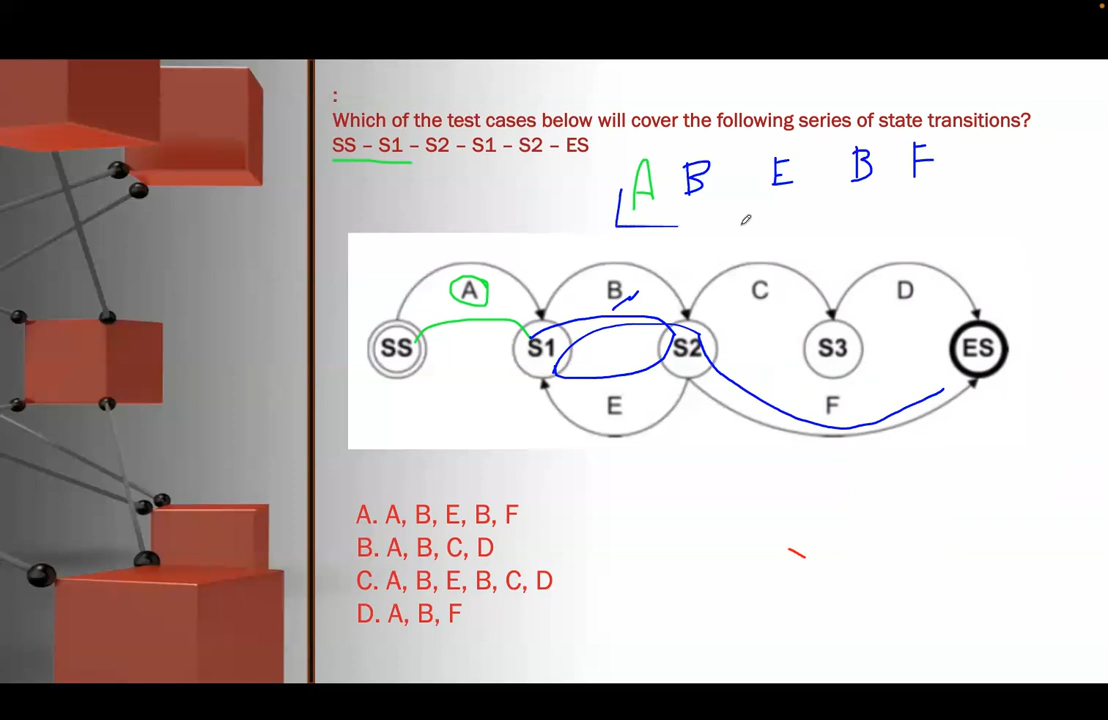 :
Which of the test cases below will cover the following series of state transitions?
SS – S1 – S2 – S1 – S2 – ES
A B E B F
A B C D
SS S1 S2 S3 ES
E F
A. A, B, E, B, F
B. A, B, C, D
C. A, B, E, B, C, D
D. A, B, F